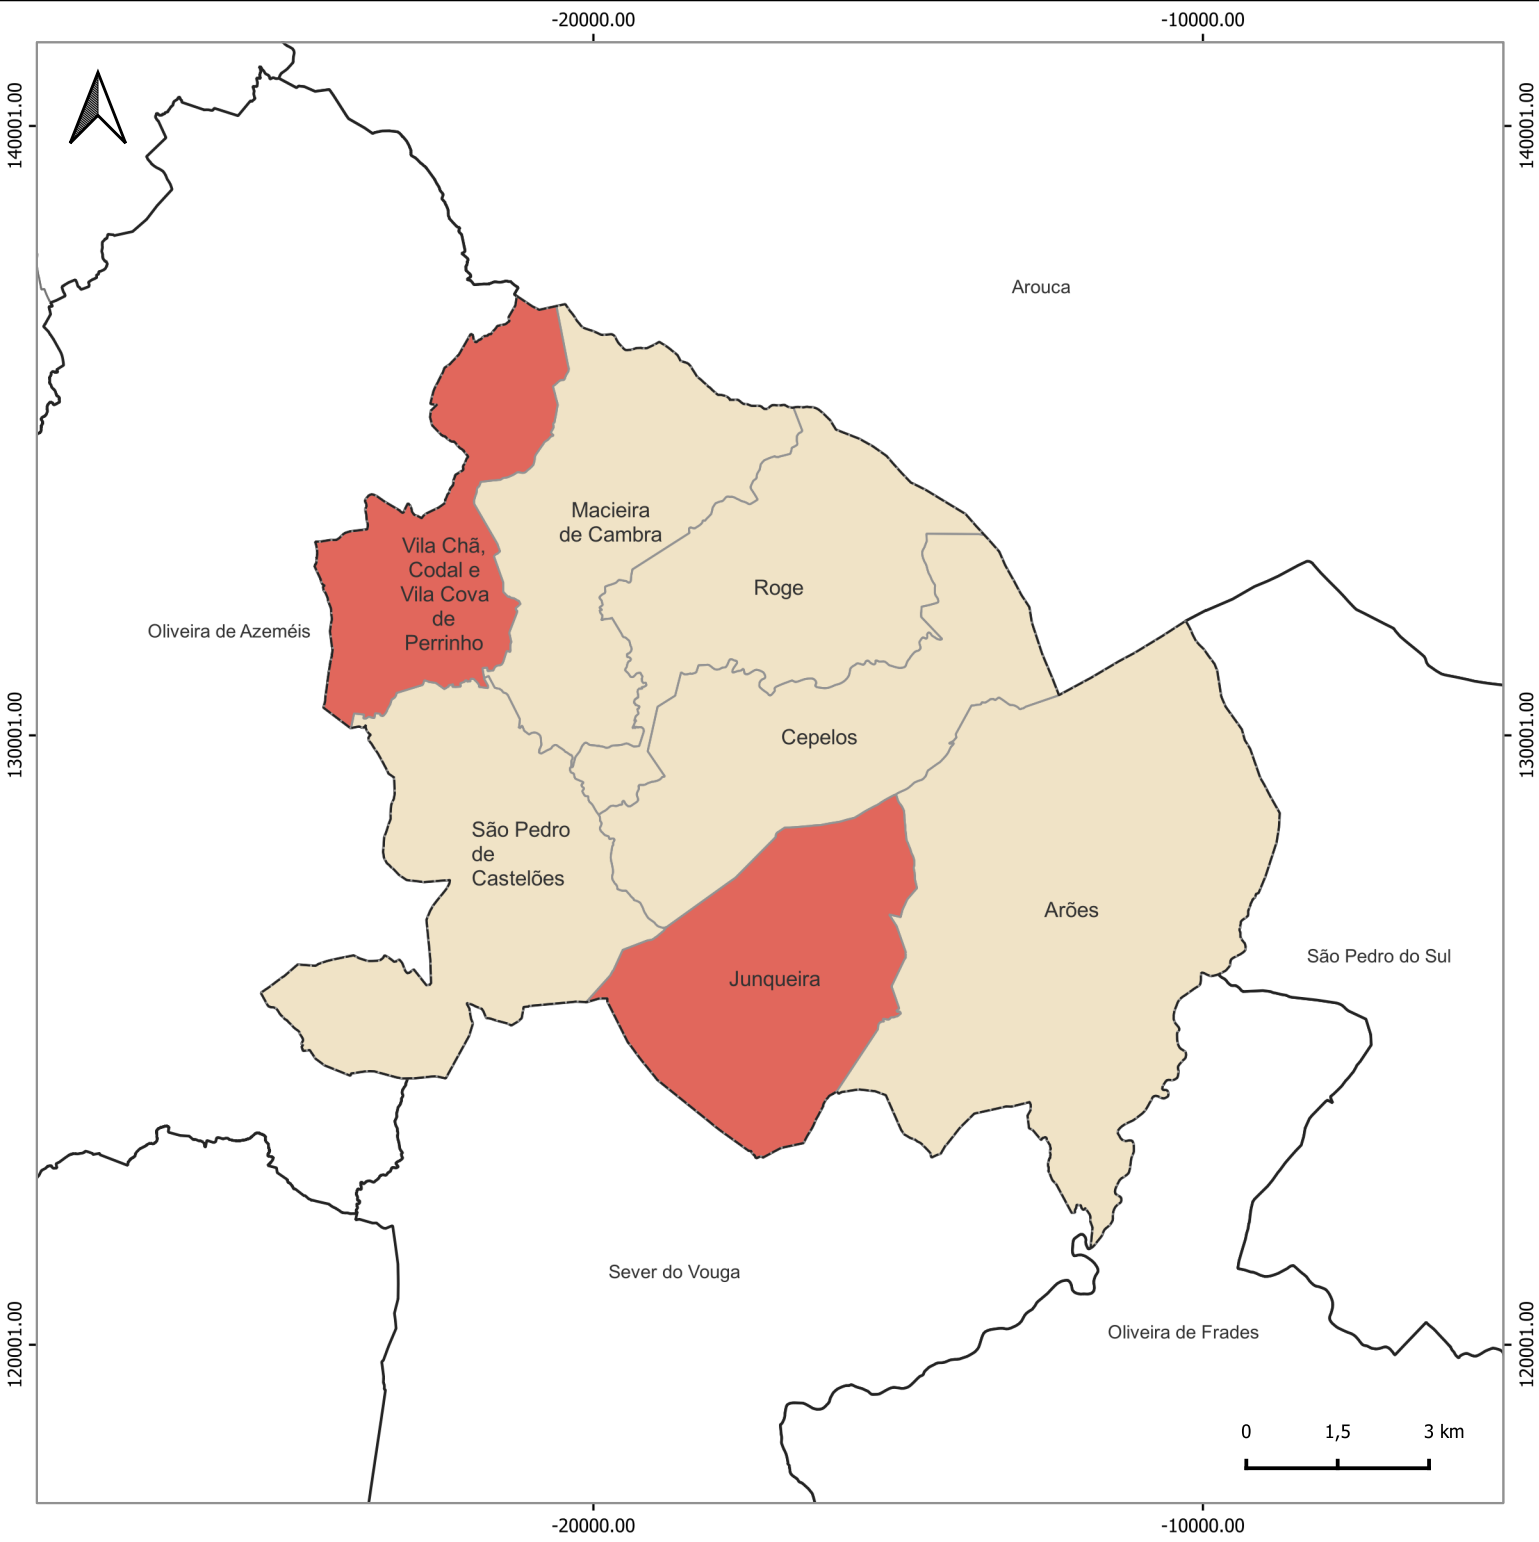 -20000.00
-10000.00
140001.00
140001.00
Arouca
Macieira
de Cambra
Vila Chã,
Codal e
Vila Cova
de
Perrinho
Roge
Oliveira de Azeméis
130001.00
130001.00
Cepelos
São Pedro
de
Castelões
Arões
São Pedro do Sul
Junqueira
Sever do Vouga
120001.00
120001.00
Oliveira de Frades
0 1,5 3 km
-20000.00
-10000.00